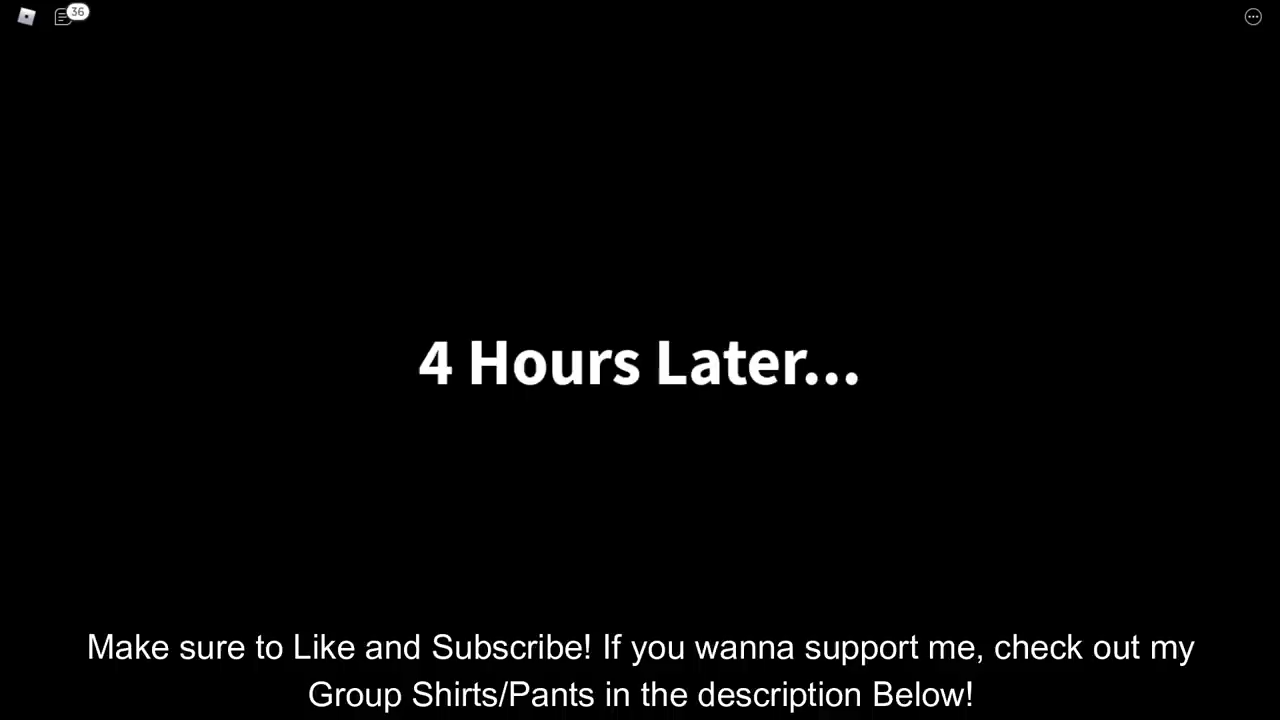 36
4 Hours Later...
Make sure to Like and Subscribe! If you wanna support me, check out my
Group Shirts/Pants in the description Below!